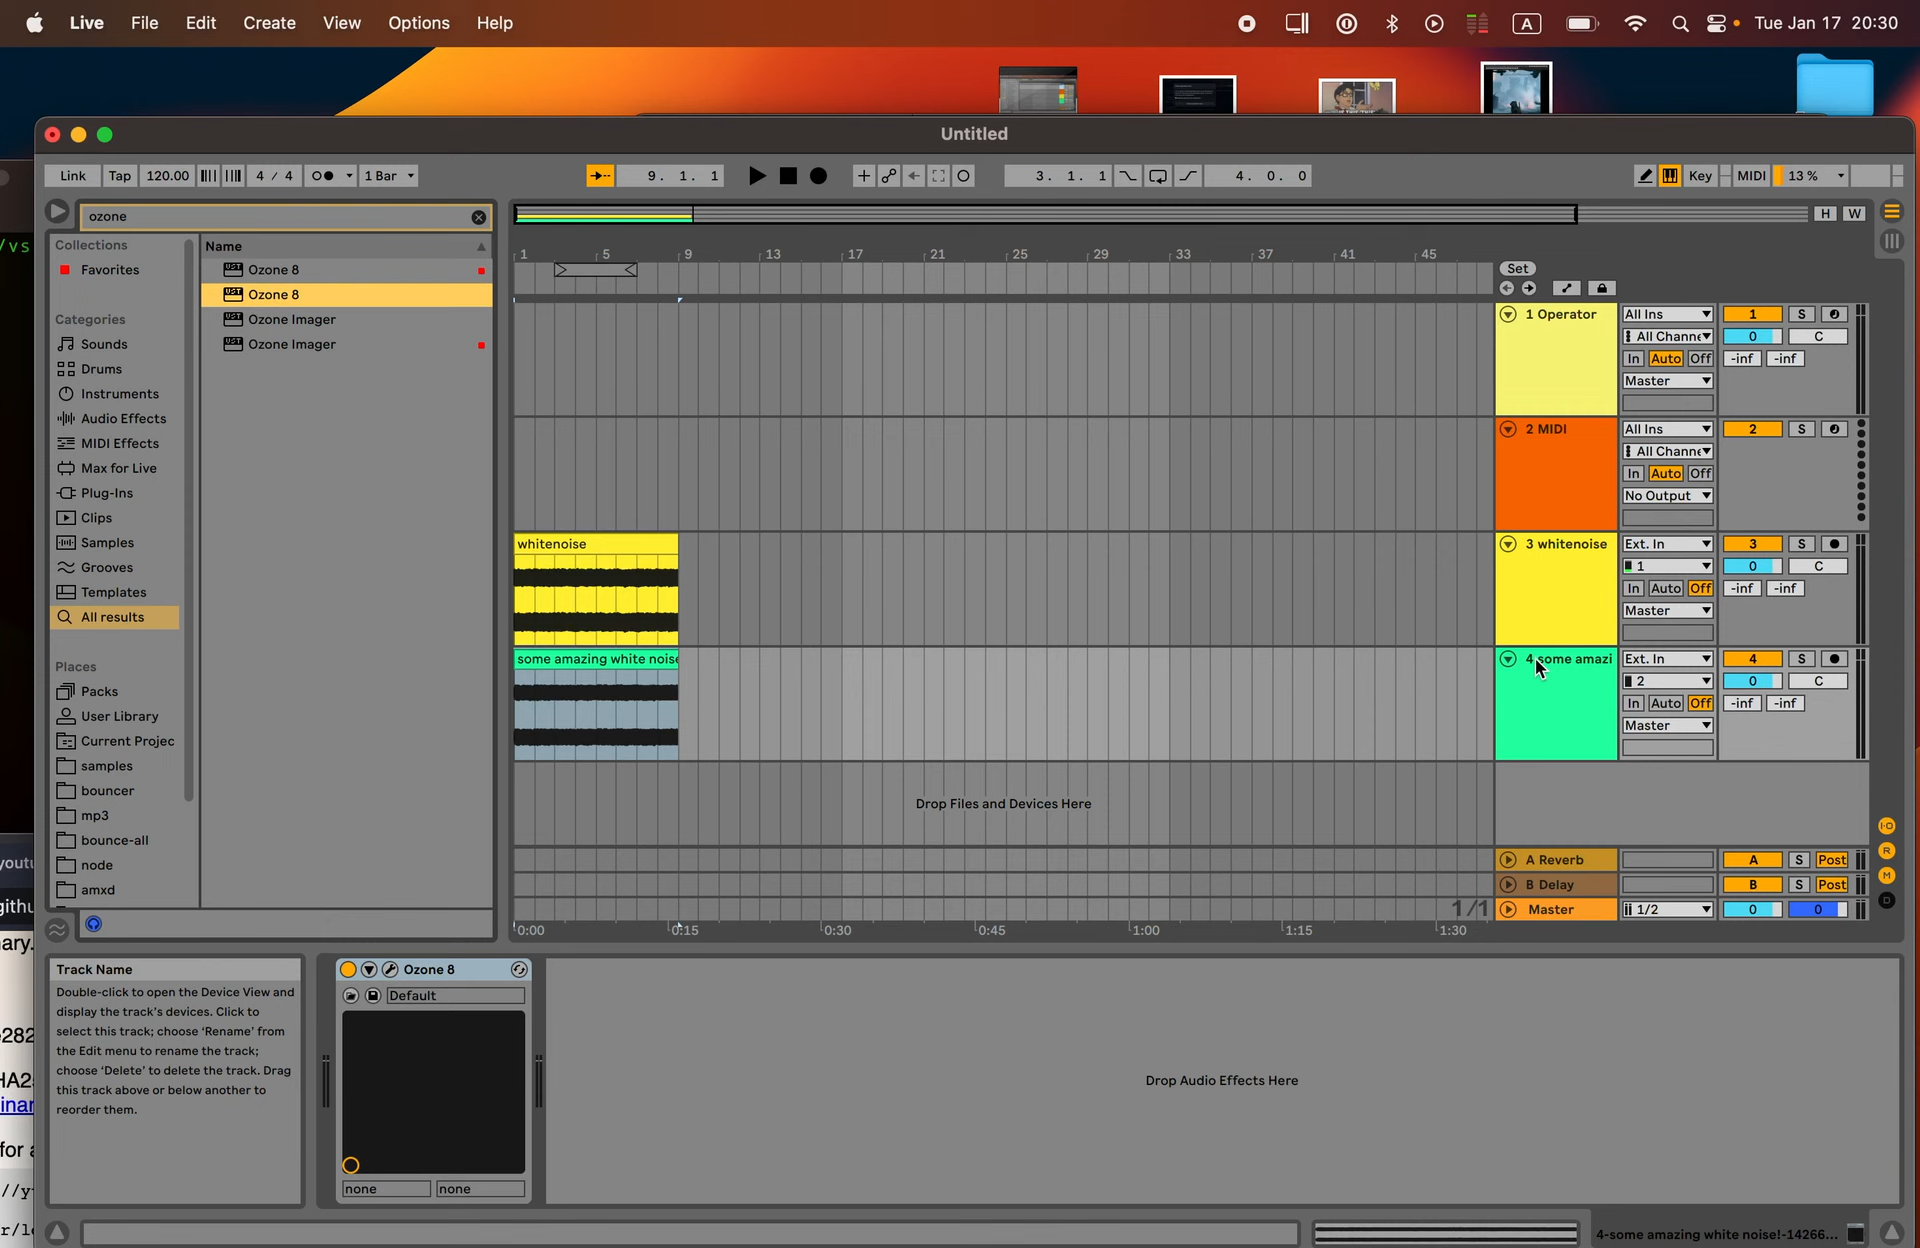 Live File Edit Create View Options Help
A Tue Jan 17 20:30
Untitled
Link Tap 120.00 4 / 4 1 Bar 9. 1. 1 3. 1. 1 4. 0. 0 Key MIDI 13 %
ozone
H W
Collections
Favorites
Name
Ozone 8
Ozone 8
Ozone Imager
Ozone Imager
Categories
Sounds
Drums
Instruments
Audio Effects
MIDI Effects
Max for Live
Plug-Ins
Clips
Samples
Grooves
Templates
All results
Places
Packs
User Library
Current Projec
samples
bouncer
mp3
bounce-all
node
amxd
1 5 9 13 17 21 25 29 33 37 41 45
Set
1 Operator All Ins 1 S
All Channe 0 C
In Auto Off -inf -inf
Master
2 MIDI All Ins 2 S
All Channe
In Auto Off
No Output
whitenoise
3 whitenoise Ext. In 3 S
1 0 C
In Auto Off -inf -inf
Master
some amazing white noise
4 some amazi Ext. In 4 S
2 0 C
In Auto Off -inf -inf
Master
Drop Files and Devices Here
A Reverb A S Post
B Delay B S Post
1/1 Master 1/2 0 0
I·O
R
M
D
0:00 0:15 0:30 0:45 1:00 1:15 1:30
Track Name
Double-click to open the Device View and
display the track's devices. Click to
select this track; choose ‘Rename’ from
the Edit menu to rename the track;
choose ‘Delete’ to delete the track. Drag
this track above or below another to
reorder them.
Ozone 8
Default
none none
Drop Audio Effects Here
4-some amazing white noise!-14266...
/vs
youtu
githu
ary.
e282
HA2
inar
for a
//y
r/l